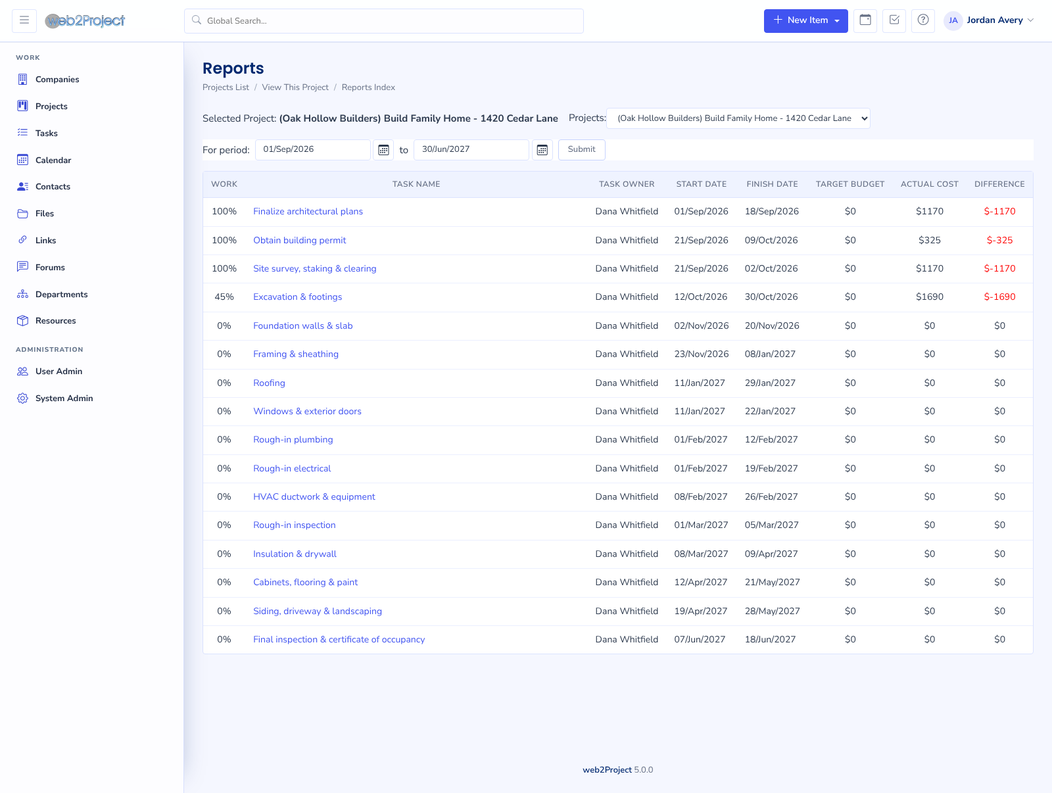 web2Project
Global Search...
New Item
JA Jordan Avery
WORK
Companies
Projects
Tasks
Calendar
Contacts
Files
Links
Forums
Departments
Resources
ADMINISTRATION
User Admin
System Admin
Reports
Projects List / View This Project / Reports Index
Selected Project: (Oak Hollow Builders) Build Family Home - 1420 Cedar Lane Projects: (Oak Hollow Builders) Build Family Home - 1420 Cedar Lane
For period: 01/Sep/2026 to 30/Jun/2027 Submit
WORK TASK NAME TASK OWNER START DATE FINISH DATE TARGET BUDGET ACTUAL COST DIFFERENCE
100% Finalize architectural plans Dana Whitfield 01/Sep/2026 18/Sep/2026 $0 $1170 $-1170
100% Obtain building permit Dana Whitfield 21/Sep/2026 09/Oct/2026 $0 $325 $-325
100% Site survey, staking & clearing Dana Whitfield 21/Sep/2026 02/Oct/2026 $0 $1170 $-1170
45% Excavation & footings Dana Whitfield 12/Oct/2026 30/Oct/2026 $0 $1690 $-1690
0% Foundation walls & slab Dana Whitfield 02/Nov/2026 20/Nov/2026 $0 $0 $0
0% Framing & sheathing Dana Whitfield 23/Nov/2026 08/Jan/2027 $0 $0 $0
0% Roofing Dana Whitfield 11/Jan/2027 29/Jan/2027 $0 $0 $0
0% Windows & exterior doors Dana Whitfield 11/Jan/2027 22/Jan/2027 $0 $0 $0
0% Rough-in plumbing Dana Whitfield 01/Feb/2027 12/Feb/2027 $0 $0 $0
0% Rough-in electrical Dana Whitfield 01/Feb/2027 19/Feb/2027 $0 $0 $0
0% HVAC ductwork & equipment Dana Whitfield 08/Feb/2027 26/Feb/2027 $0 $0 $0
0% Rough-in inspection Dana Whitfield 01/Mar/2027 05/Mar/2027 $0 $0 $0
0% Insulation & drywall Dana Whitfield 08/Mar/2027 09/Apr/2027 $0 $0 $0
0% Cabinets, flooring & paint Dana Whitfield 12/Apr/2027 21/May/2027 $0 $0 $0
0% Siding, driveway & landscaping Dana Whitfield 19/Apr/2027 28/May/2027 $0 $0 $0
0% Final inspection & certificate of occupancy Dana Whitfield 07/Jun/2027 18/Jun/2027 $0 $0 $0
web2Project 5.0.0